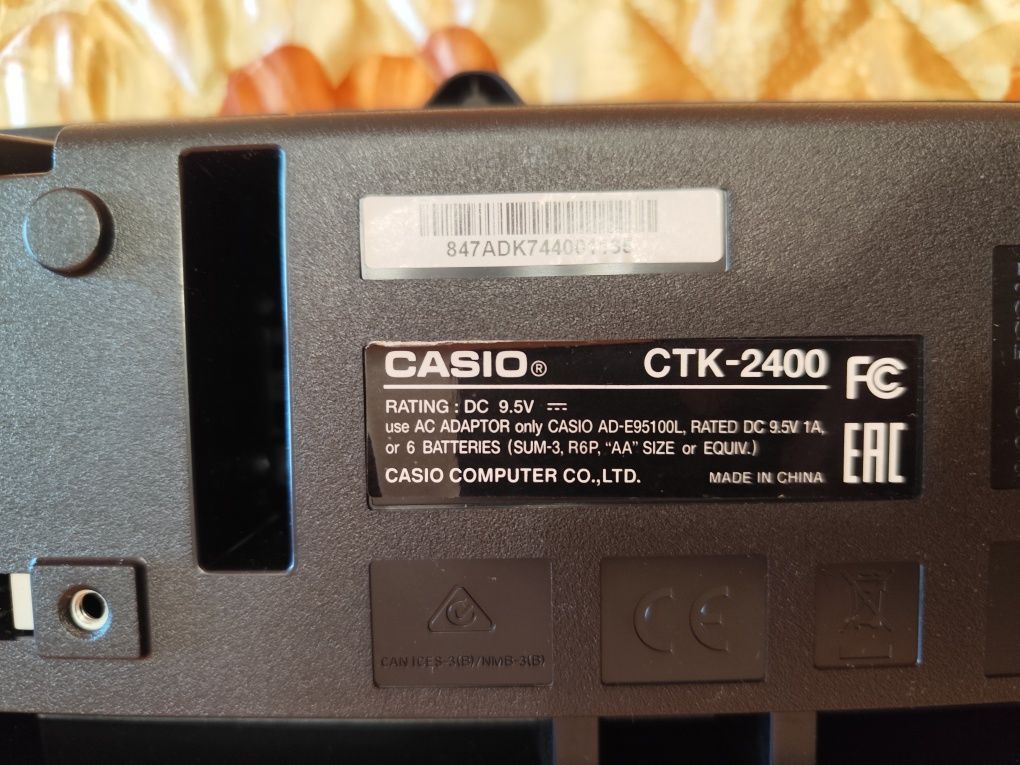 CASIO® CTK-2400 FC
RATING : DC 9.5V
use AC ADAPTOR only CASIO AD-E95100L, RATED DC 9.5V 1A,
or 6 BATTERIES (SUM-3, R6P, “AA” SIZE or EQUIV.)
CASIO COMPUTER CO.,LTD. MADE IN CHINA
EAC
CE
CAN ICES-3(B)/NMB-3(B)